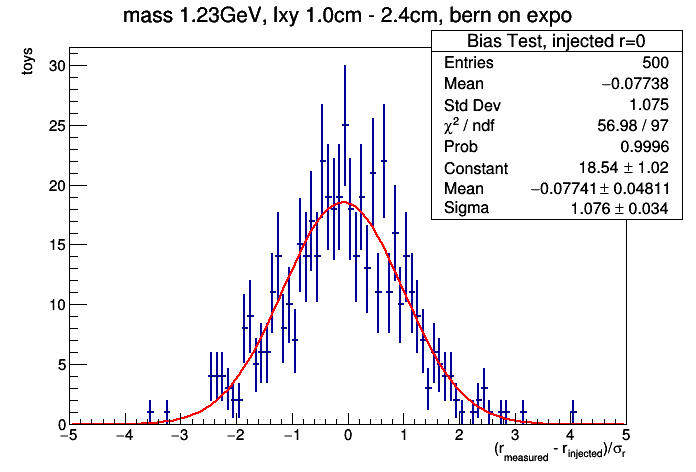 mass 1.23GeV, lxy 1.0cm - 2.4cm, bern on expo
Bias Test, injected r=0
Entries 500
Mean −0.07738
Std Dev 1.075
χ² / ndf 56.98 / 97
Prob 0.9996
Constant 18.54 ± 1.02
Mean −0.07741 ± 0.04811
Sigma 1.076 ± 0.034
toys
30
25
20
15
10
5
0
−5 −4 −3 −2 −1 0 1 2 3 4 5
(r_measured - r_injected)/σ_r